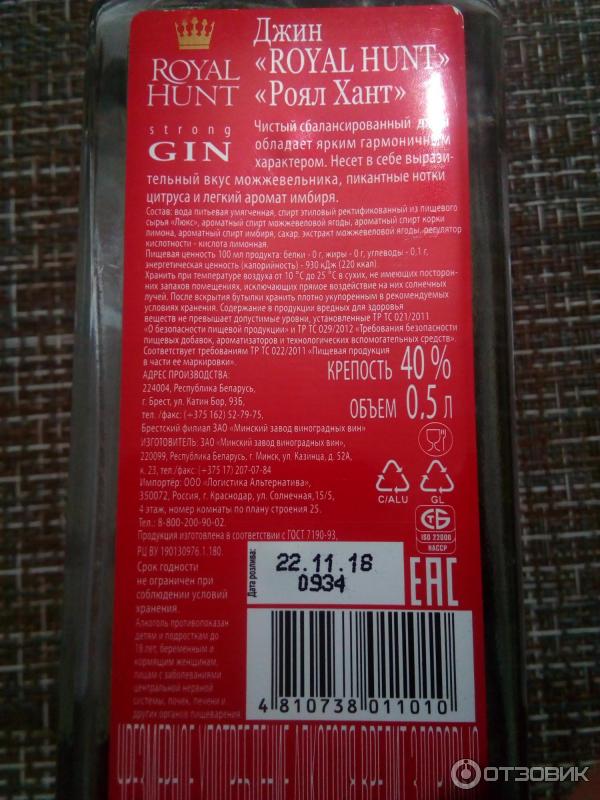 ROYAL
HUNT
strong
GIN
Джин
«ROYAL HUNT»
«Роял Хант»
Чистый сбалансированный
обладает ярким гармоничным
характером. Несет в себе вырази-
тельный вкус можжевельника, пикантные нотки
цитруса и легкий аромат имбиря.
Состав: вода питьевая умягченная, спирт этиловый ректификованный из пищевого
сырья «Люкс», ароматный спирт можжевеловой ягоды, ароматный спирт корки
лимона, ароматный спирт имбиря, сахар, экстракт можжевеловой ягоды, регулятор
кислотности - кислота лимонная.
Пищевая ценность 100 мл продукта: белки - 0 г, жиры - 0 г, углеводы - 0,1 г,
энергетическая ценность (калорийность) - 930 кДж (220 ккал)
Хранить при температуре воздуха от 10 °С до 25 °С в сухих, не имеющих посторон-
них запахов помещениях, исключающих прямое воздействие на них солнечных
лучей. После вскрытия бутылки хранить плотно укупоренным в рекомендуемых
условиях хранения. Содержание в продукции вредных для здоровья
веществ не превышает допустимые уровни, установленные ТР ТС 021/2011
"О безопасности пищевой продукции" и ТР ТС 029/2012 "Требования безопасности
пищевых добавок, ароматизаторов и технологических вспомогательных средств".
Соответствует требованиям ТР ТС 022/2011 "Пищевая продукция
в части ее маркировки".
КРЕПОСТЬ 40 %
ОБЪЕМ 0,5 л
АДРЕС ПРОИЗВОДСТВА:
224004, Республика Беларусь,
г. Брест, ул. Катин Бор, 93Б,
тел. /факс: (+375 162) 52-79-75,
Брестский филиал ЗАО «Минский завод виноградных вин»
ИЗГОТОВИТЕЛЬ: ЗАО «Минский завод виноградных вин»,
220099, Республика Беларусь, г. Минск, ул. Казинца, д. 52А,
к. 23, тел./факс: (+375 17) 207-07-84
Импортёр: ООО «Логистика Альтернатива»,
350072, Россия, г. Краснодар, ул. Солнечная,15/5,
4 этаж, номер комнаты по плану строения 25.
Тел.: 8-800-200-90-02.
Продукция изготовлена в соответствии с ГОСТ 7190-93,
РЦ BY 190130976.1.180.
C/ALU
GL
СТБ
ISO 22000
HACCP
Срок годности
не ограничен при
соблюдении условий
хранения.
Дата розлива:
22.11.18
0934
EAC
Алкоголь противопоказан
детям и подросткам до
18 лет, беременным и
кормящим женщинам,
лицам с заболеваниями
центральной нервной
системы, почек, печени и
других органов пищеварения.
4 810738 011010
ОТЗОВИК